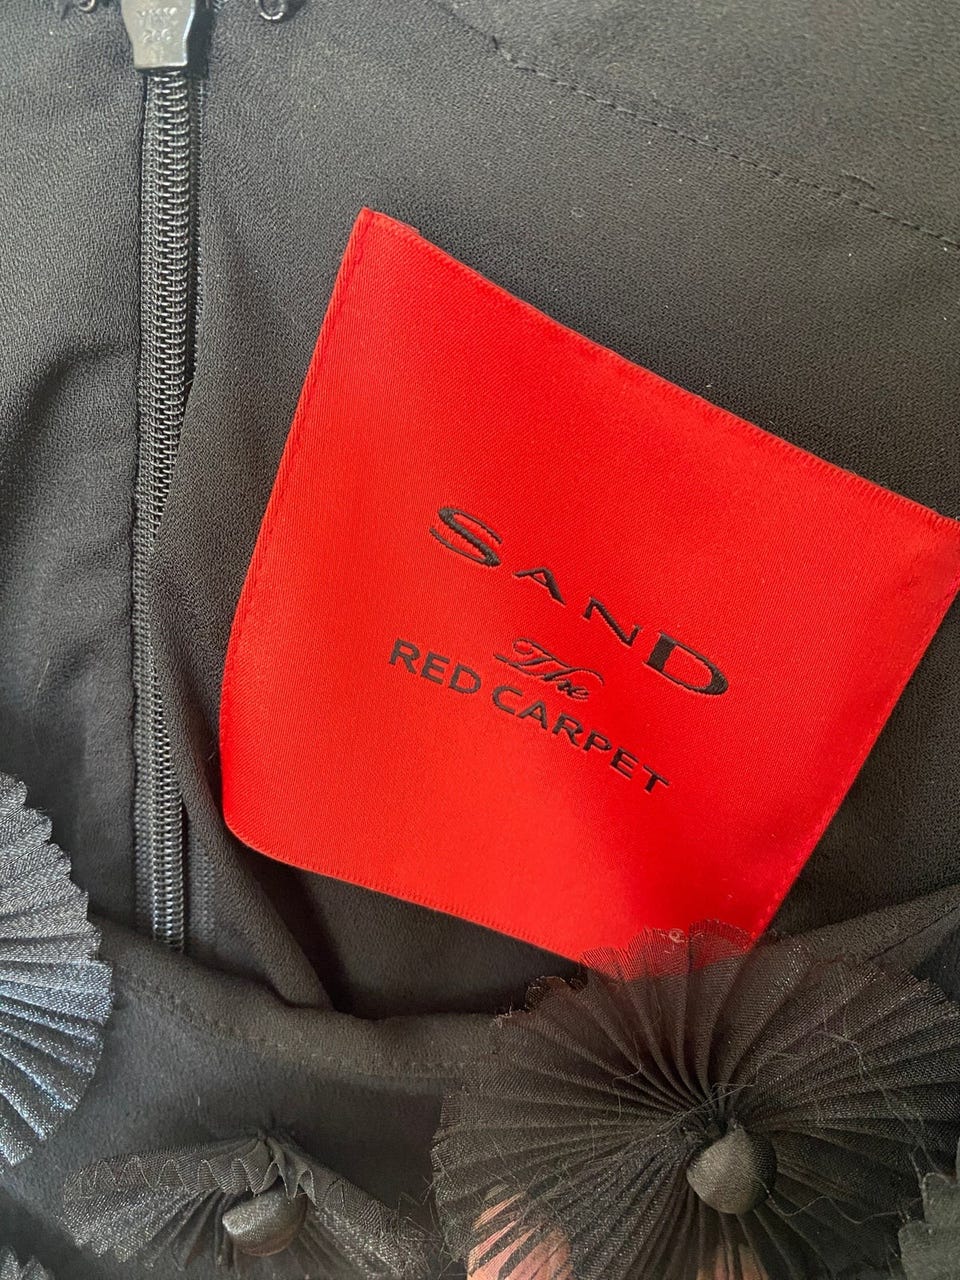 SAND
The
RED CARPET